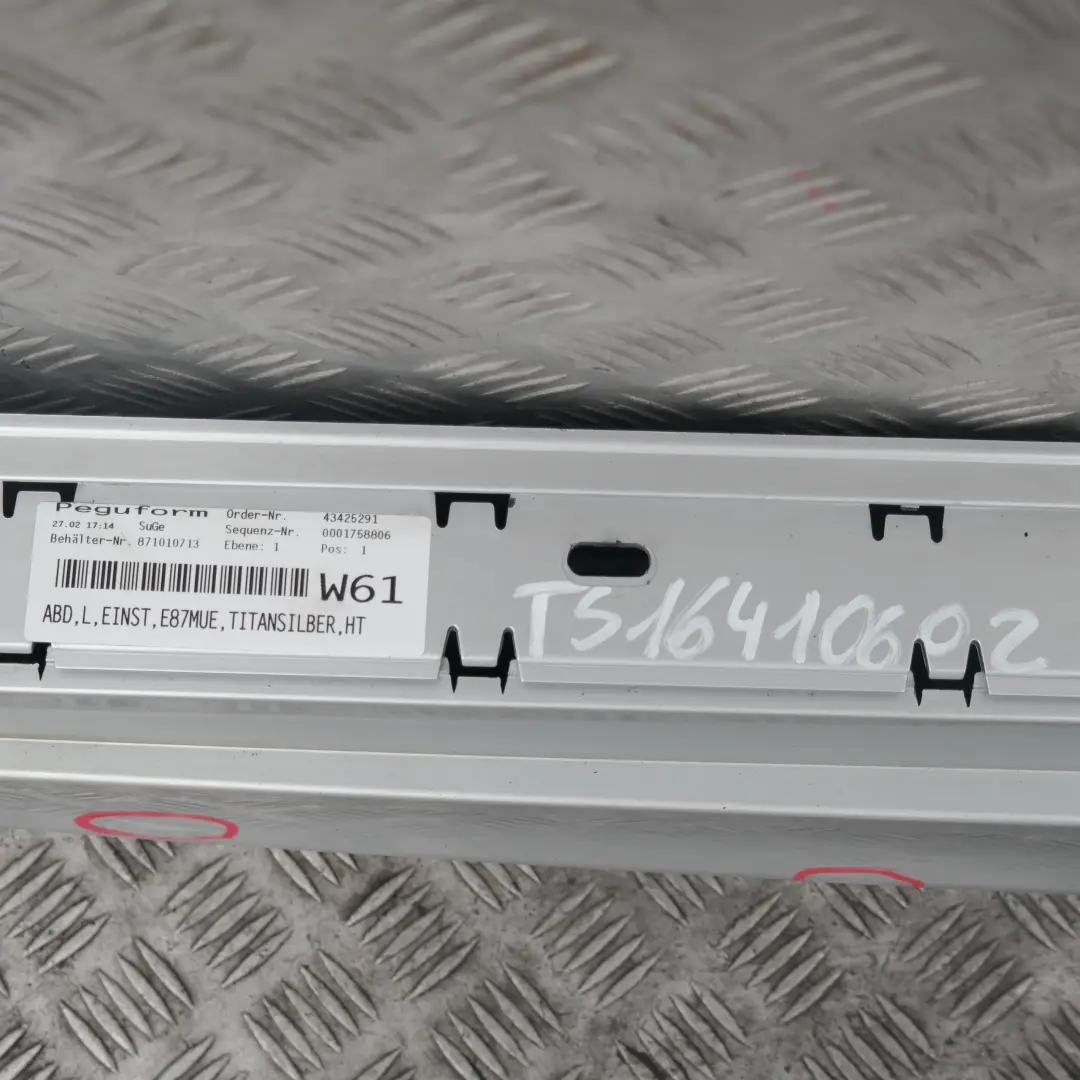 Peguform Order-Nr. 43425291
27.02 17:14 SuGe Sequenz-Nr. 0001758806
Behälter-Nr. 871010713 Ebene: 1 Pos: 1
W61
ABD,L,EINST,E87MUE,TITANSILBER,HT
TS16410602